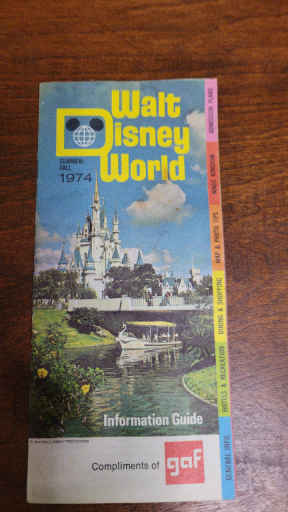 Walt
Disney
World
SUMMER/
FALL
1974
ADMISSION PLANS
MAGIC KINGDOM
MAP & PHOTO TIPS
DINING & SHOPPING
HOTELS & RECREATION
GENERAL INFO.
Information Guide
Compliments of gaf